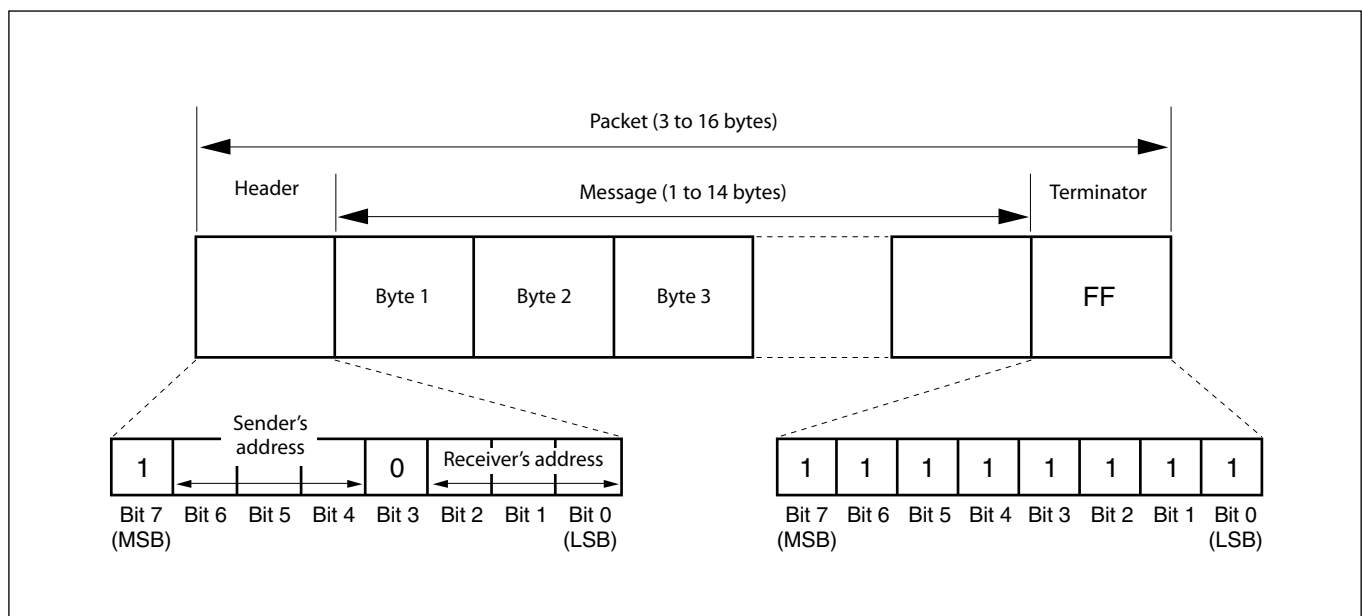 Packet (3 to 16 bytes)
Header
Message (1 to 14 bytes)
Terminator
Byte 1
Byte 2
Byte 3
FF
Sender's
address
1
0
Receiver's address
Bit 7
(MSB)
Bit 6
Bit 5
Bit 4
Bit 3
Bit 2
Bit 1
Bit 0
(LSB)
1 1 1 1 1 1 1 1
Bit 7
(MSB)
Bit 6
Bit 5
Bit 4
Bit 3
Bit 2
Bit 1
Bit 0
(LSB)